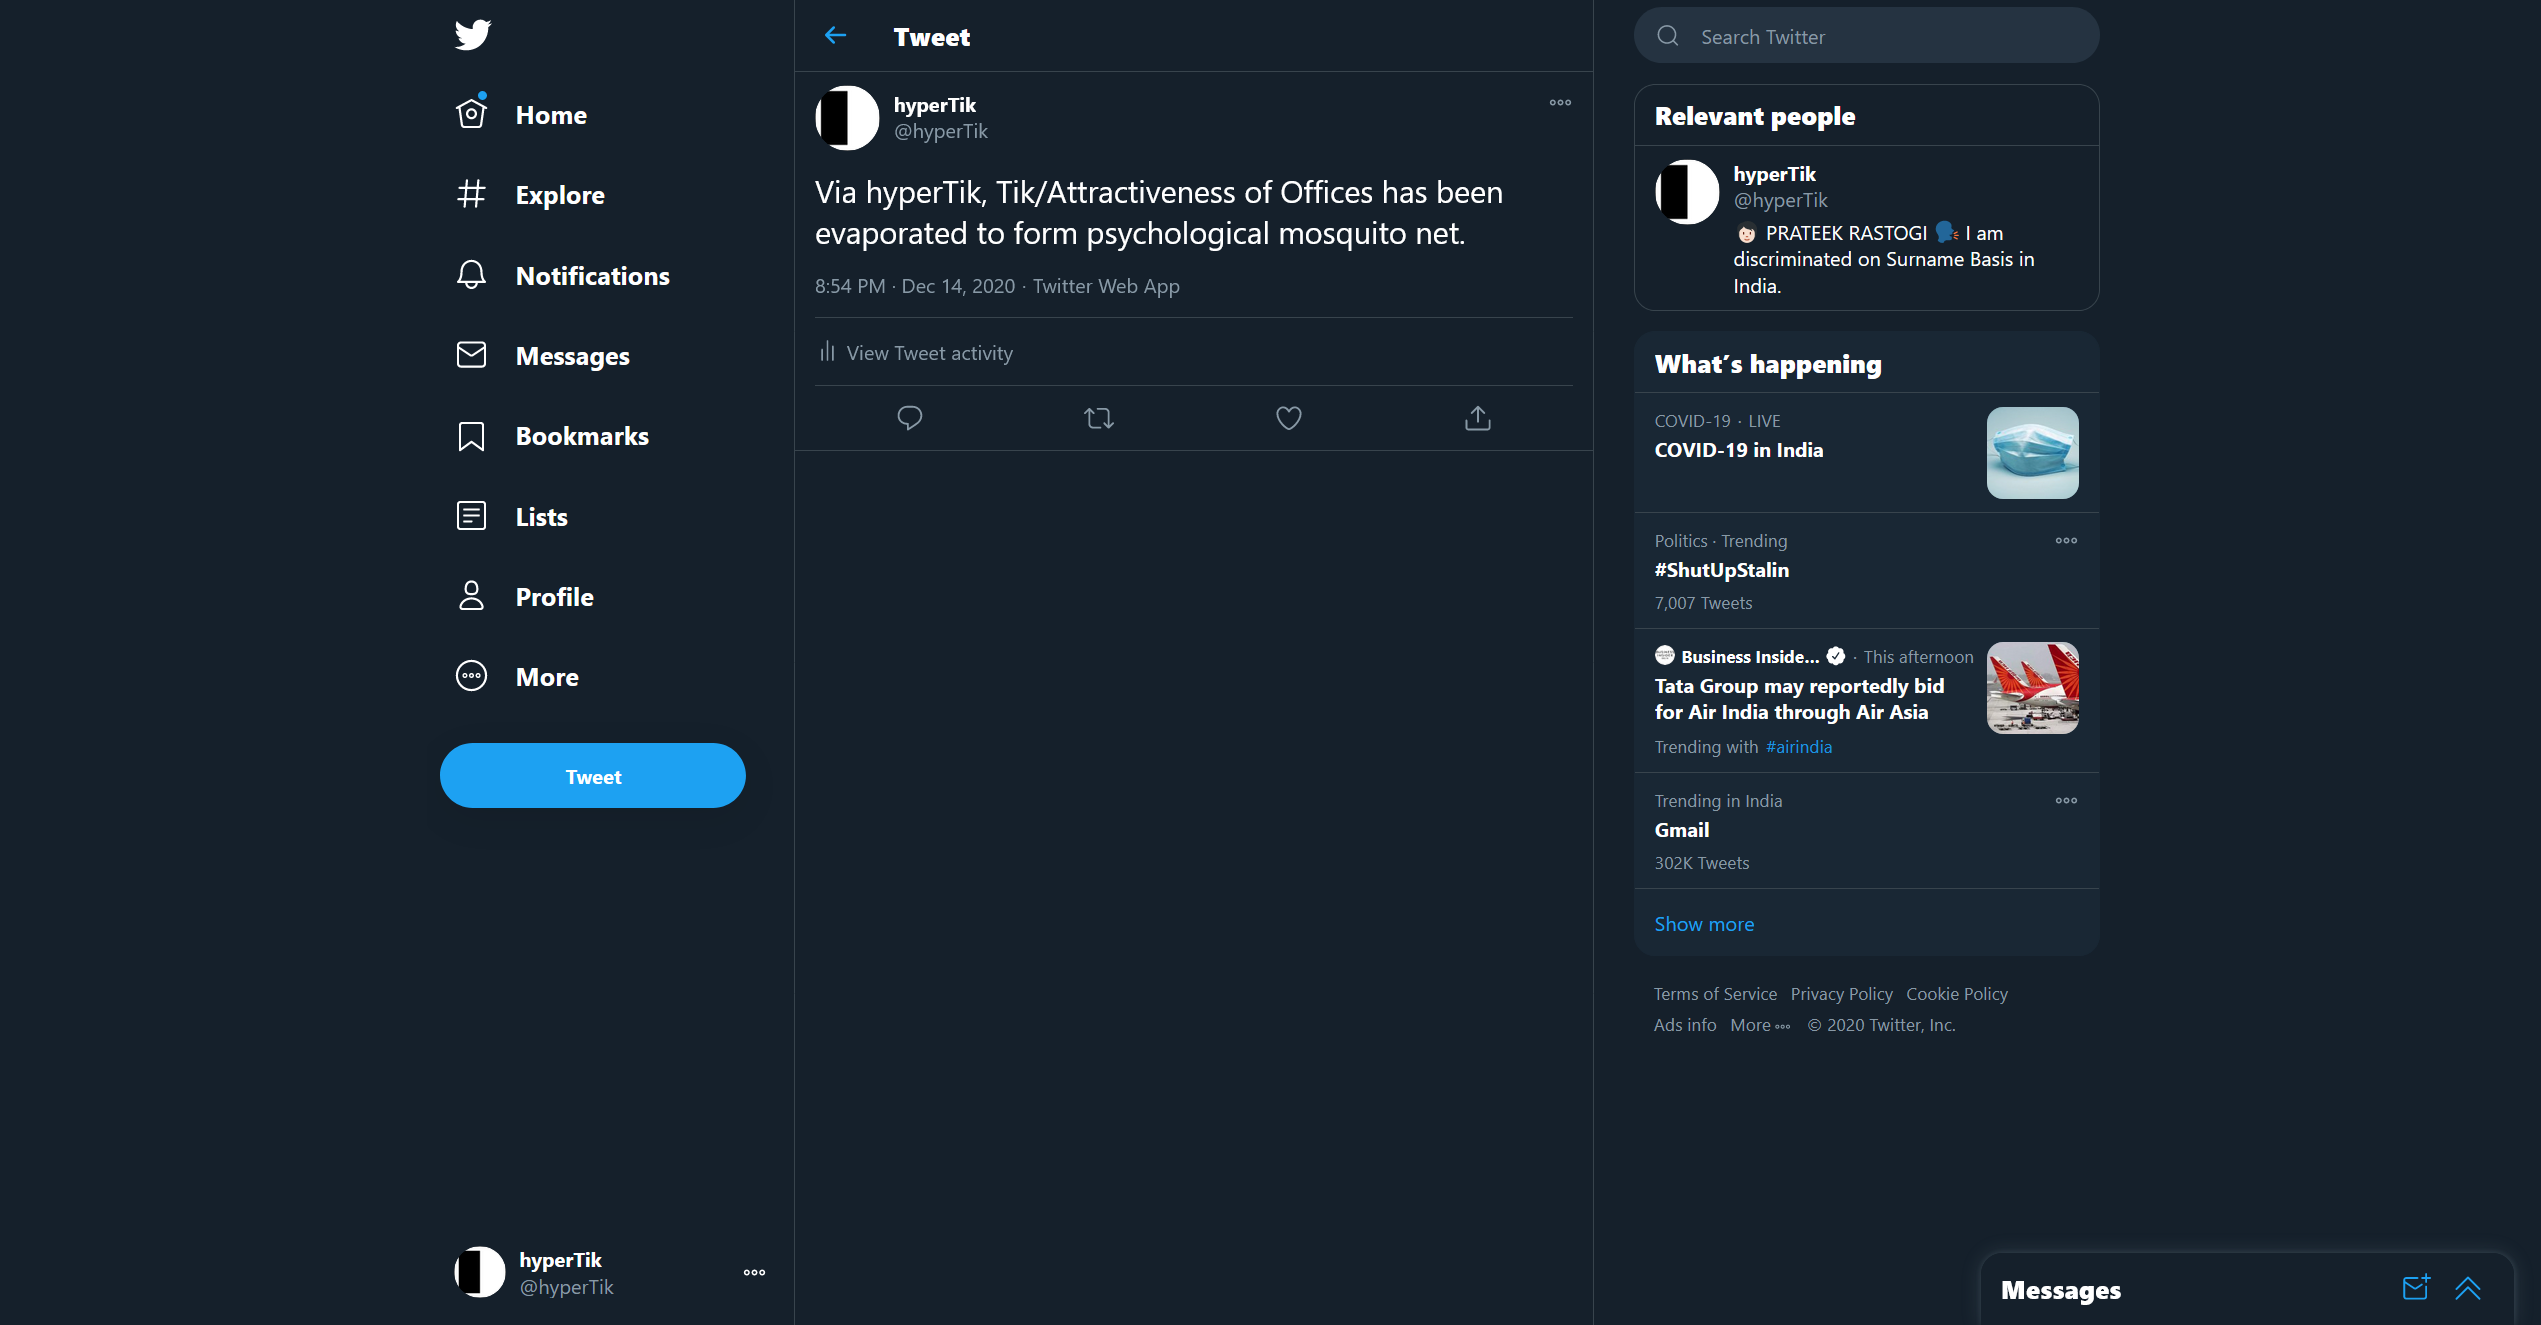 Home
Explore
Notifications
Messages
Bookmarks
Lists
Profile
More
Tweet
hyperTik
@hyperTik
Tweet
hyperTik
@hyperTik
Via hyperTik, Tik/Attractiveness of Offices has been
evaporated to form psychological mosquito net.
8:54 PM · Dec 14, 2020 · Twitter Web App
View Tweet activity
Search Twitter
Relevant people
hyperTik
@hyperTik
PRATEEK RASTOGI I am
discriminated on Surname Basis in
India.
What's happening
COVID-19 · LIVE
COVID-19 in India
Politics · Trending
#ShutUpStalin
7,007 Tweets
Business Inside... · This afternoon
Tata Group may reportedly bid
for Air India through Air Asia
Trending with #airindia
Trending in India
Gmail
302K Tweets
Show more
Terms of Service Privacy Policy Cookie Policy
Ads info More © 2020 Twitter, Inc.
Messages